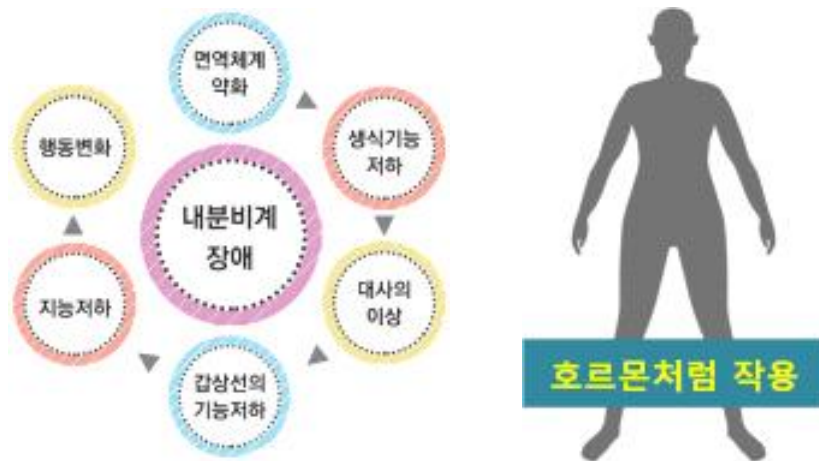 면역체계
약화
생식기능
저하
대사의
이상
갑상선의
기능저하
지능저하
행동변화
내분비계
장애
호르몬처럼 작용